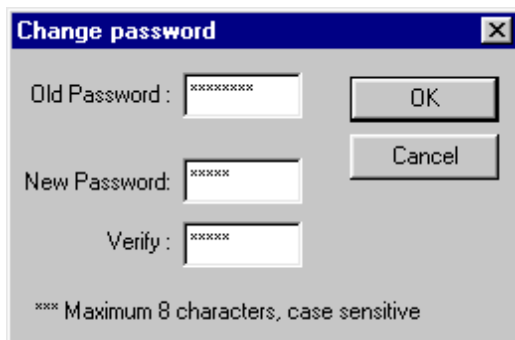 Change password
Old Password : ********
OK
Cancel
New Password: *****
Verify : *****
*** Maximum 8 characters, case sensitive